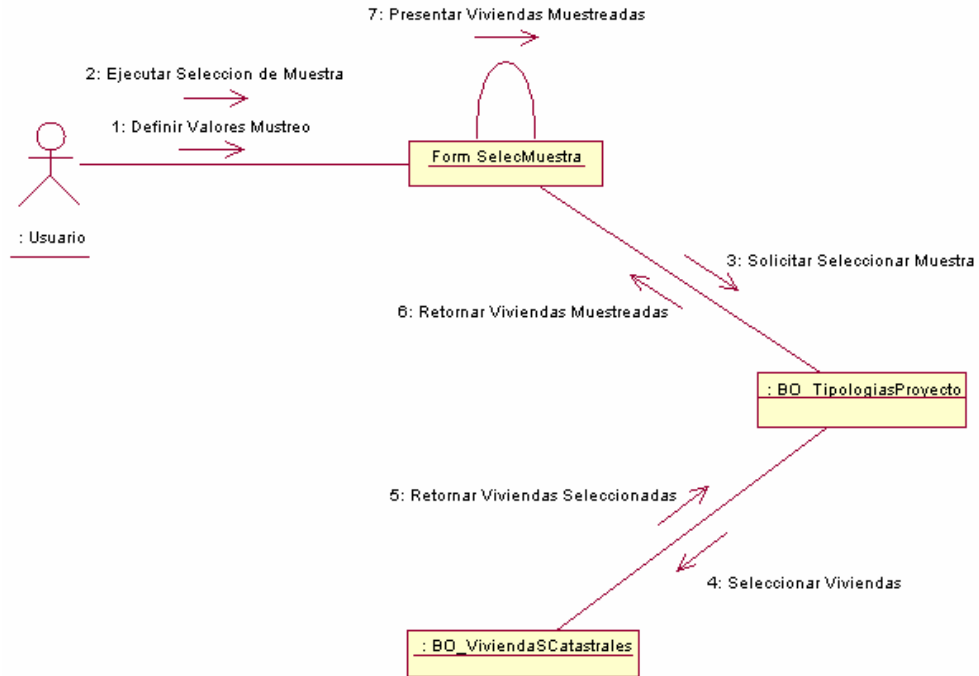 7: Presentar Viviendas Muestreadas
2: Ejecutar Seleccion de Muestra
1: Definir Valores Mustreo
Form SelecMuestra
: Usuario
3: Solicitar Seleccionar Muestra
6: Retornar Viviendas Muestreadas
: BO_TipologiasProyecto
5: Retornar Viviendas Seleccionadas
4: Seleccionar Viviendas
: BO_ViviendaSCatastrales